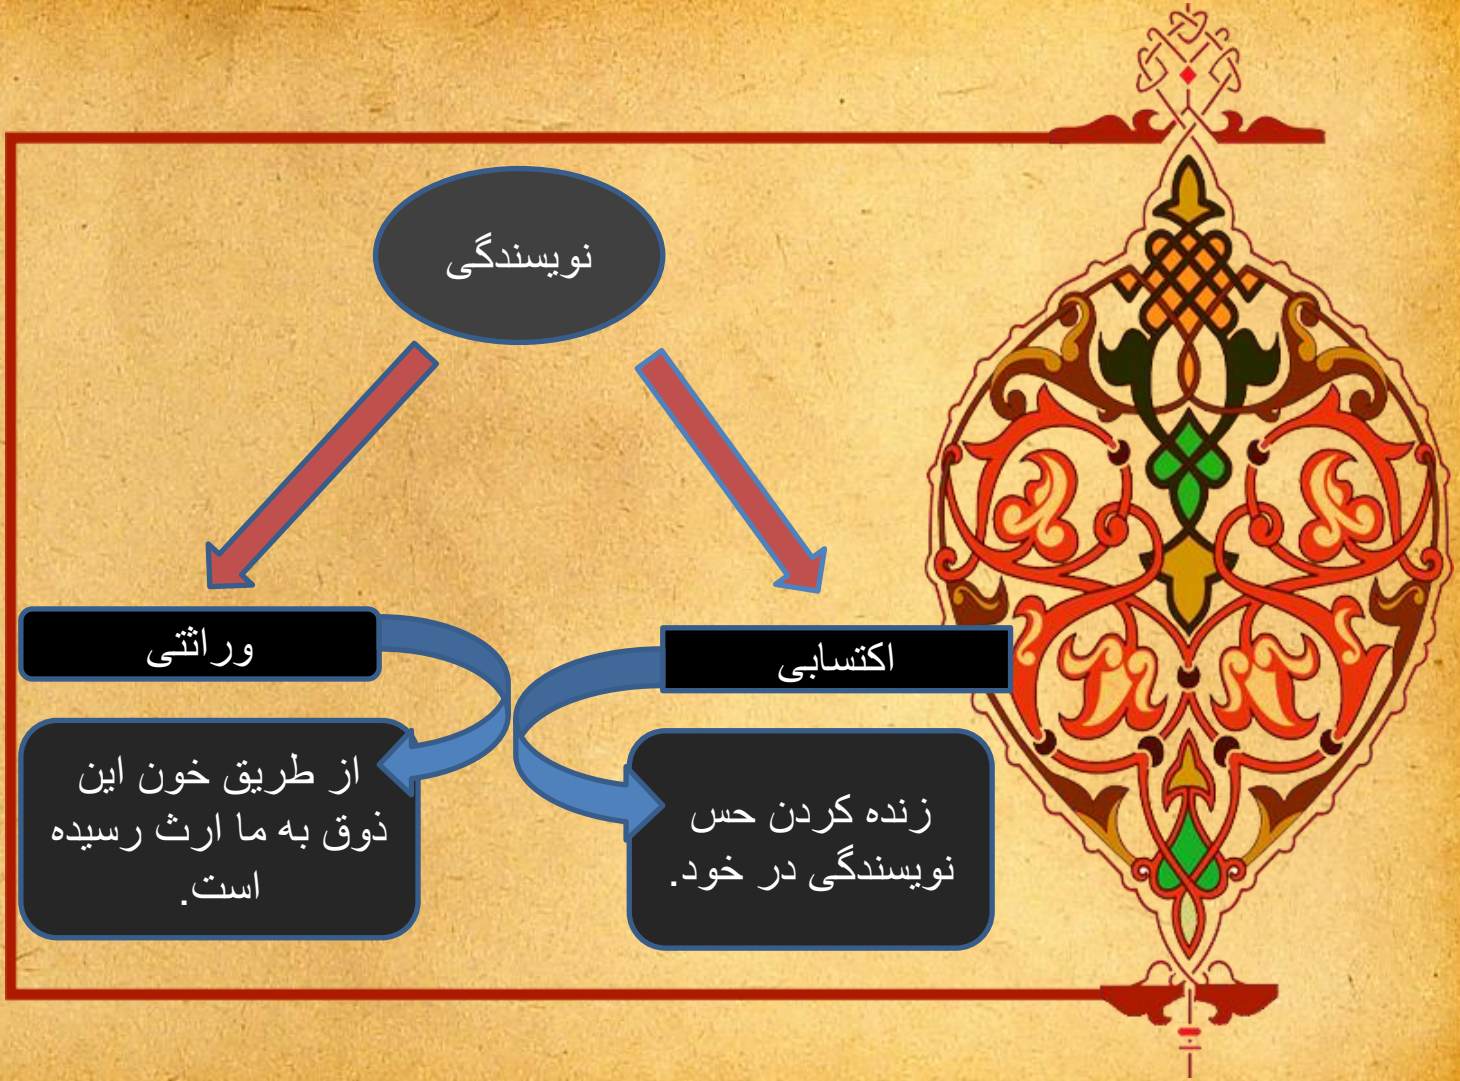 نویسندگی
اکتسابی
زنده کردن حس
نویسندگی در خود.
وراثتی
از طریق خون این
ذوق به ما ارث رسیده
است.